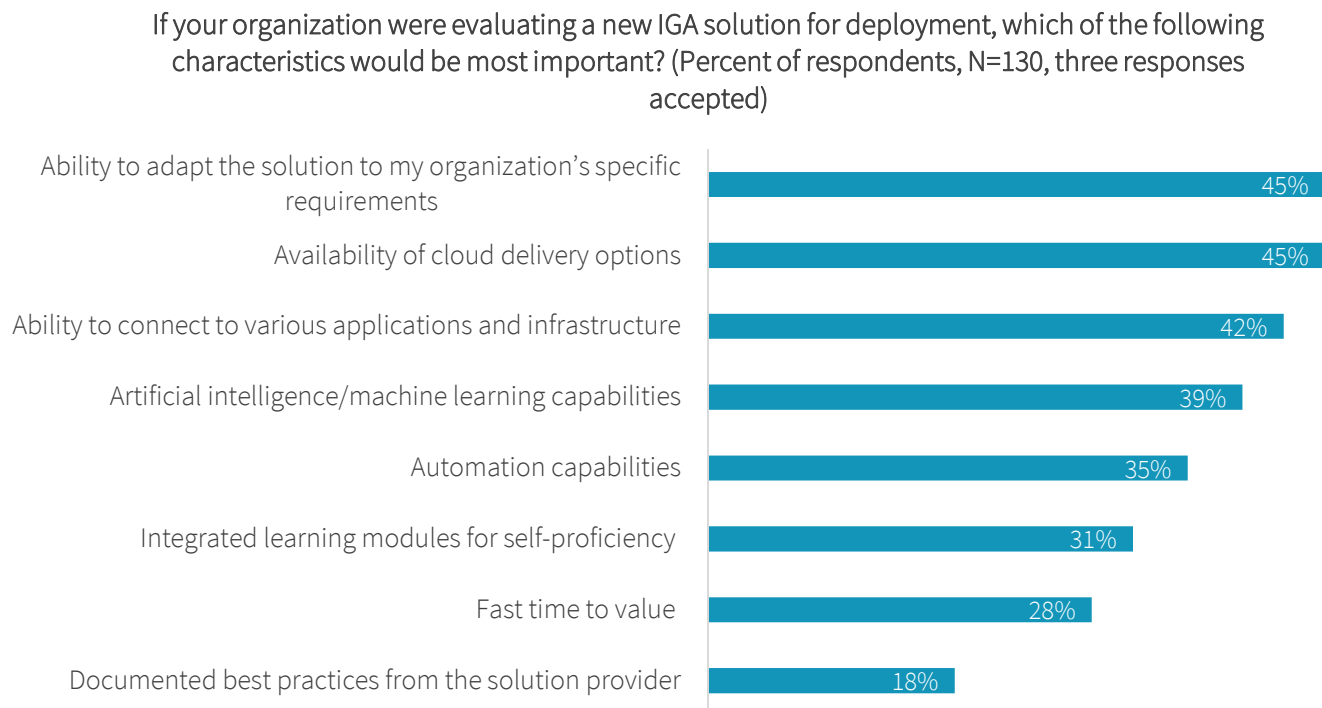 If your organization were evaluating a new IGA solution for deployment, which of the following
characteristics would be most important? (Percent of respondents, N=130, three responses
accepted)
Ability to adapt the solution to my organization’s specific
requirements
45%
Availability of cloud delivery options
45%
Ability to connect to various applications and infrastructure
42%
Artificial intelligence/machine learning capabilities
39%
Automation capabilities
35%
Integrated learning modules for self-proficiency
31%
Fast time to value
28%
Documented best practices from the solution provider
18%